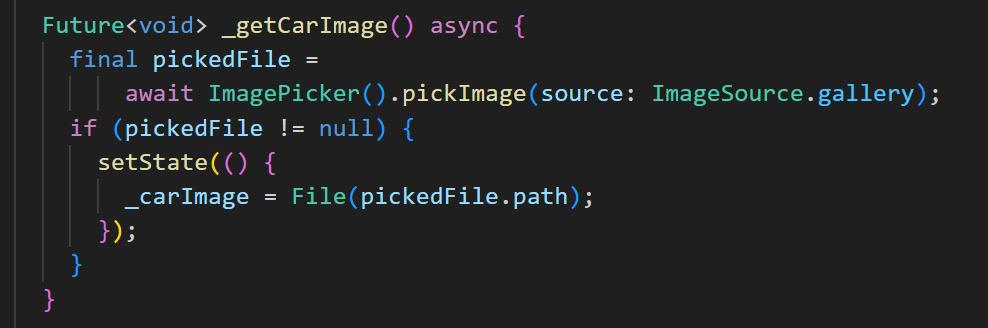 Future<void> _getCarImage() async {
  final pickedFile =
      await ImagePicker().pickImage(source: ImageSource.gallery);
  if (pickedFile != null) {
    setState(() {
      _carImage = File(pickedFile.path);
    });
  }
}